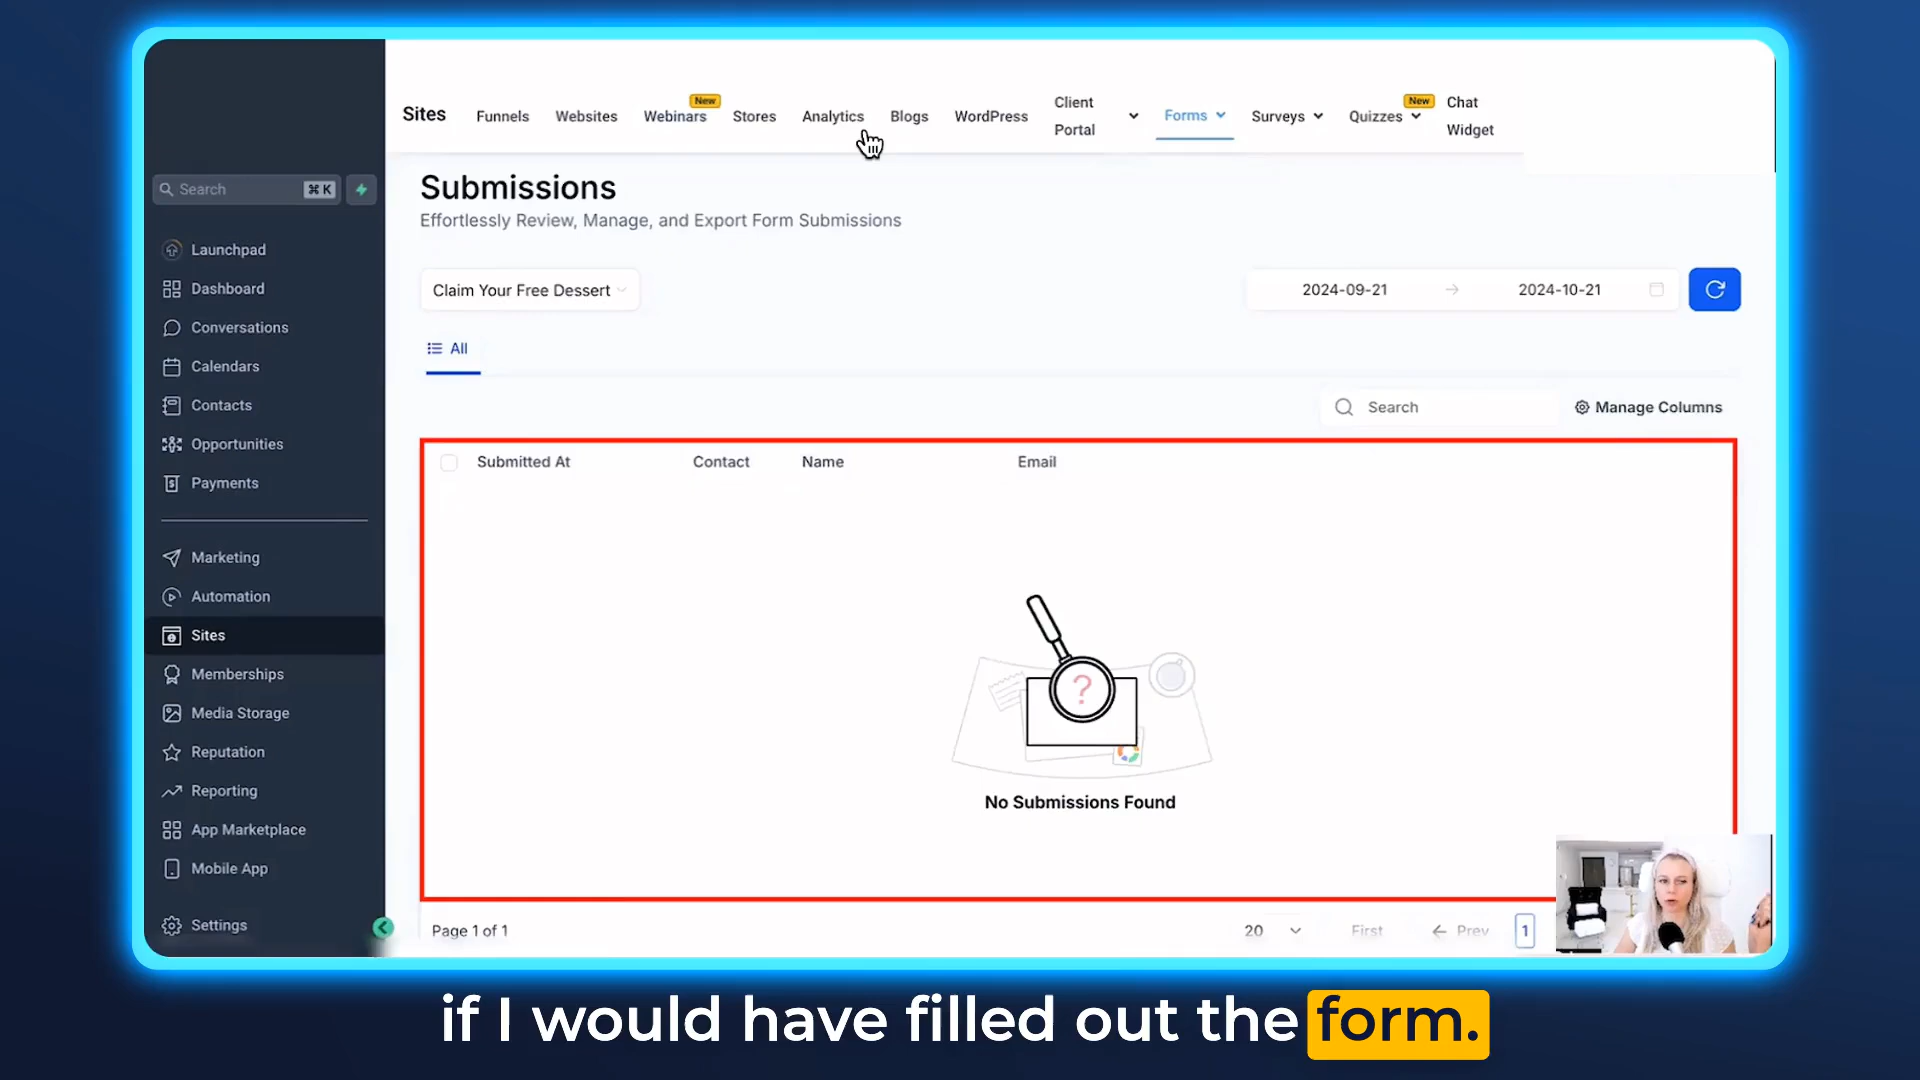 Sites
Funnels
Websites
New
Webinars
Stores
Analytics
Blogs
WordPress
Client
Portal
Forms
Surveys
New
Quizzes
Chat
Widget
Search
⌘ K
Launchpad
Dashboard
Conversations
Calendars
Contacts
Opportunities
Payments
Marketing
Automation
Sites
Memberships
Media Storage
Reputation
Reporting
App Marketplace
Mobile App
Settings
Submissions
Effortlessly Review, Manage, and Export Form Submissions
Claim Your Free Dessert
2024-09-21 → 2024-10-21
All
Search
Manage Columns
Submitted At Contact Name Email
?
No Submissions Found
Page 1 of 1
20
First
← Prev
1
if I would have filled out the form.